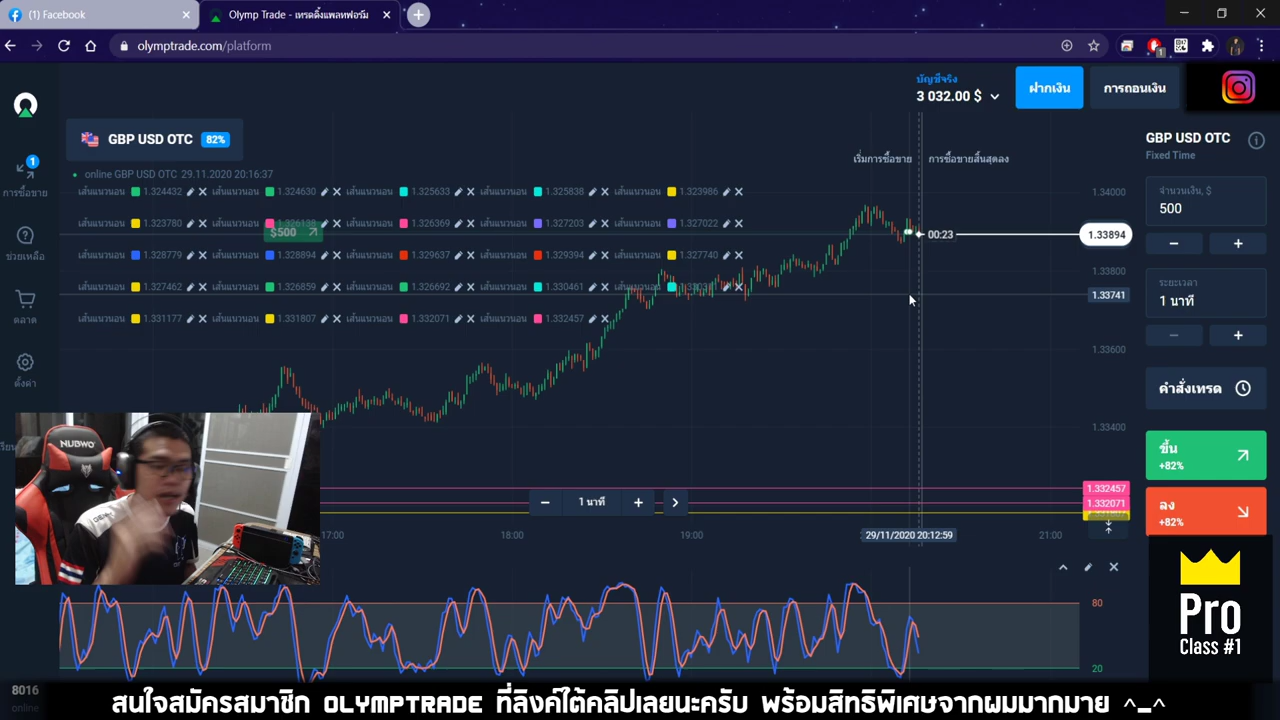 (1) Facebook
Olymp Trade - เทรดดิ้งแพลทฟอร์ม
olymptrade.com/platform
1
บัญชีจริง
3 032.00 $
ฝากเงิน
การถอนเงิน
GBP USD OTC 82%
online GBP USD OTC 29.11.2020 20:16:37
เส้นแนวนอน 1.324432 เส้นแนวนอน 1.324630 เส้นแนวนอน 1.325633 เส้นแนวนอน 1.325838 เส้นแนวนอน 1.323986
เส้นแนวนอน 1.323780 เส้นแนวนอน เส้นแนวนอน 1.326369 เส้นแนวนอน 1.327203 เส้นแนวนอน 1.327022
$500
เส้นแนวนอน 1.328779 เส้นแนวนอน 1.328894 เส้นแนวนอน 1.329637 เส้นแนวนอน 1.329394 เส้นแนวนอน 1.327740
เส้นแนวนอน 1.327462 เส้นแนวนอน 1.326859 เส้นแนวนอน 1.326692 เส้นแนวนอน 1.330461 เส้นแนวนอน
เส้นแนวนอน 1.331177 เส้นแนวนอน 1.331807 เส้นแนวนอน 1.332071 เส้นแนวนอน 1.332457
1
การซื้อขาย
ช่วยเหลือ
ตลาด
ตั้งค่า
เริ่มการซื้อขาย
การซื้อขายสิ้นสุดลง
00:23
1.34000
1.33894
1.33800
1.33741
1.33600
1.33400
1.332457
1.332071
GBP USD OTC
Fixed Time
จำนวนเงิน, $
500
ระยะเวลา
1 นาที
คำสั่งเทรด
ขึ้น
+82%
ลง
+82%
NUBWO
1 นาที
17:00
18:00
19:00
29/11/2020 20:12:59
21:00
80
20
Pro
Class #1
8016
online
สนใจสมัครสมาชิก OLYMPTRADE ที่ลิงค์ใต้คลิปเลยนะครับ พร้อมสิทธิพิเศษจากผมมากมาย ^_^